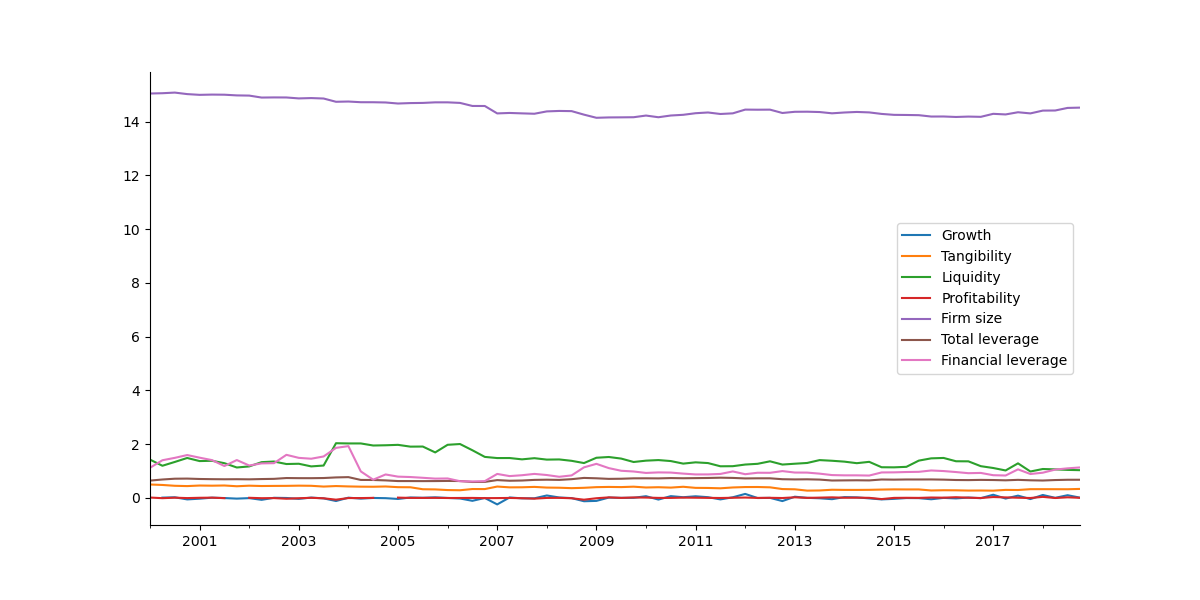 14
12
10
8
6
4
2
0
2001 2003 2005 2007 2009 2011 2013 2015 2017
Growth
Tangibility
Liquidity
Profitability
Firm size
Total leverage
Financial leverage